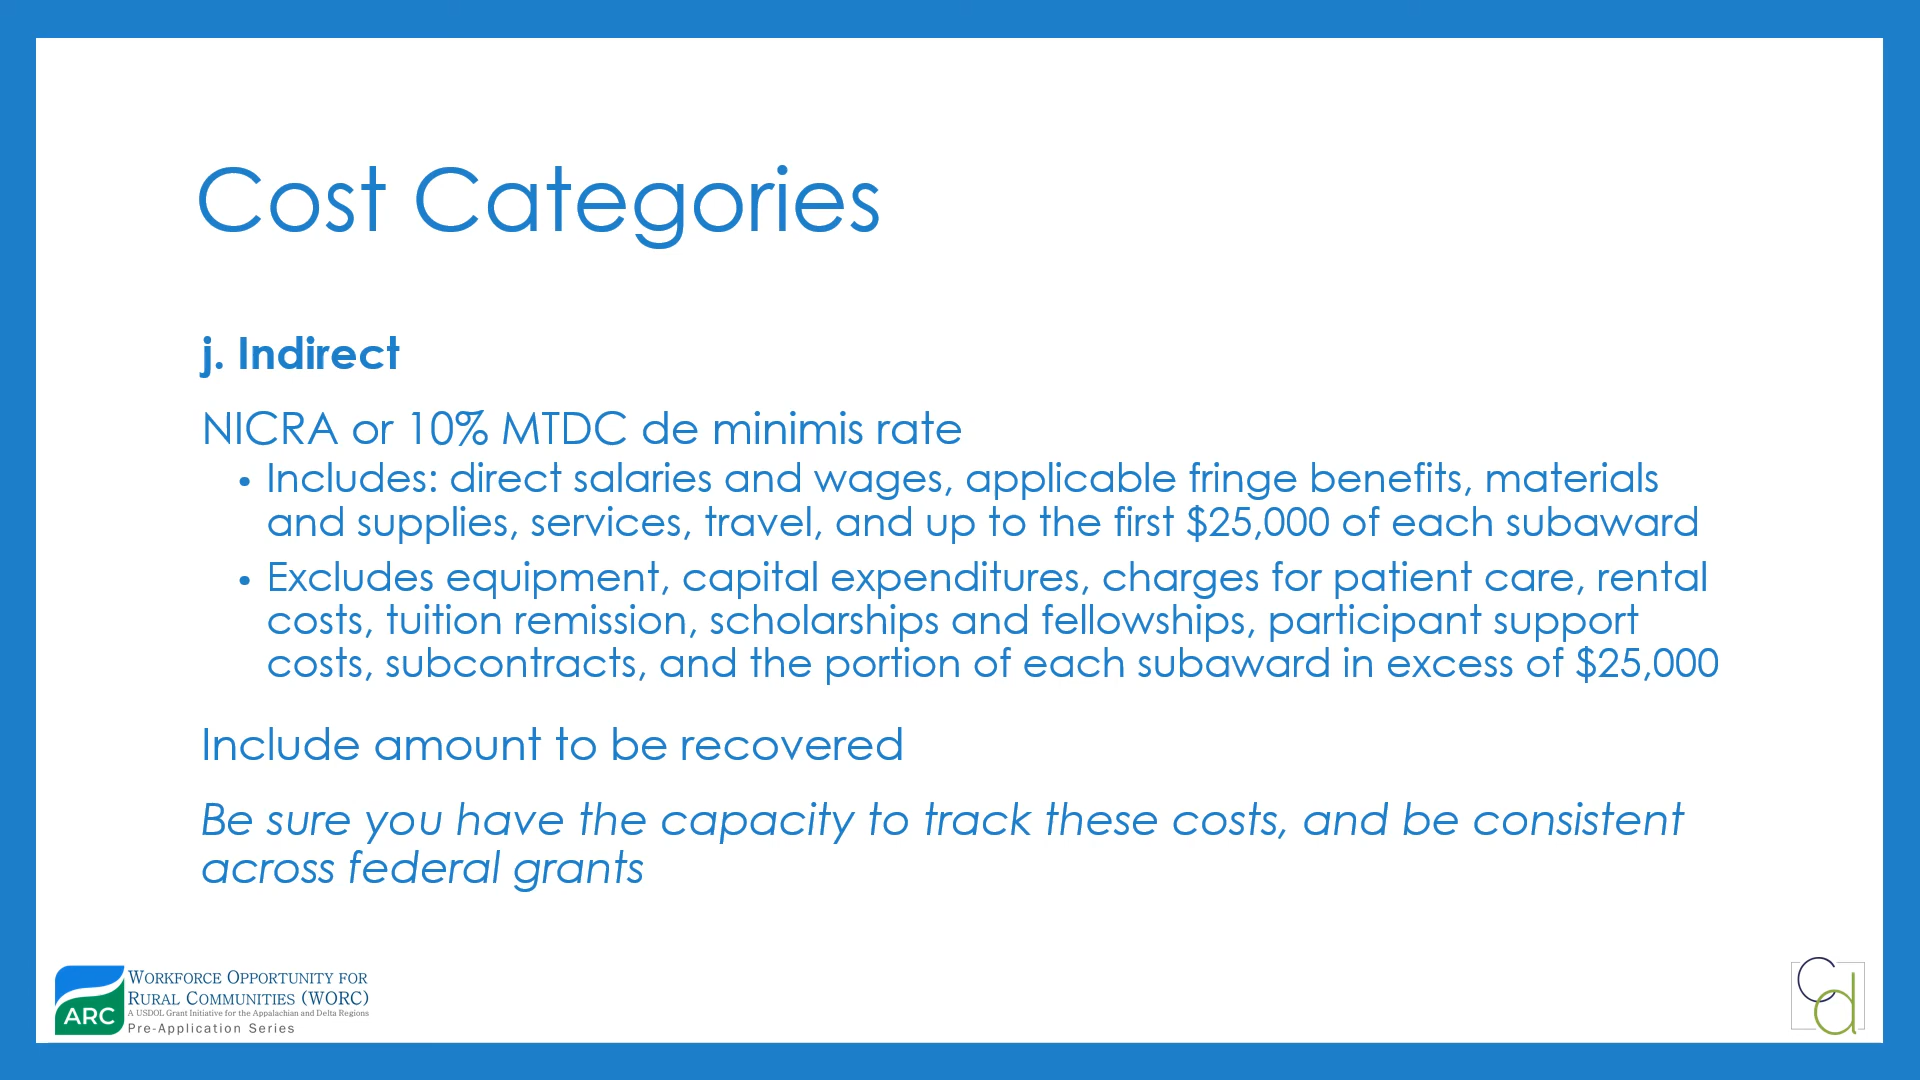 Cost Categories
j. Indirect
NICRA or 10% MTDC de minimis rate
• Includes: direct salaries and wages, applicable fringe benefits, materials
and supplies, services, travel, and up to the first $25,000 of each subaward
• Excludes equipment, capital expenditures, charges for patient care, rental
costs, tuition remission, scholarships and fellowships, participant support
costs, subcontracts, and the portion of each subaward in excess of $25,000
Include amount to be recovered
Be sure you have the capacity to track these costs, and be consistent
across federal grants
ARC
Workforce Opportunity for
Rural Communities (WORC)
A USDOL Grant Initiative for the Appalachian and Delta Regions
Pre-Application Series
cd